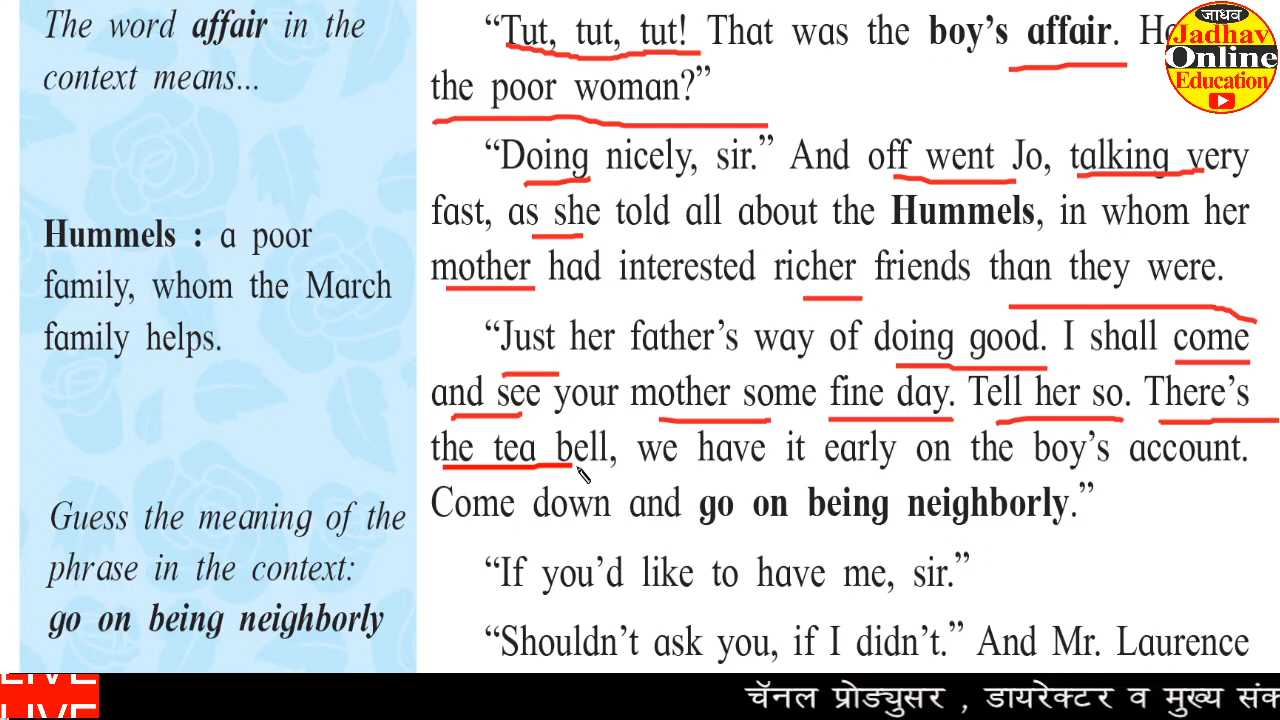 The word affair in the
context means...
Hummels : a poor
family, whom the March
family helps.
Guess the meaning of the
phrase in the context:
go on being neighborly
“Tut, tut, tut! That was the boy’s affair.
the poor woman?”
“Doing nicely, sir.” And off went Jo, talking very
fast, as she told all about the Hummels, in whom her
mother had interested richer friends than they were.
“Just her father’s way of doing good. I shall come
and see your mother some fine day. Tell her so. There’s
the tea bell, we have it early on the boy’s account.
Come down and go on being neighborly.”
“If you’d like to have me, sir.”
“Shouldn’t ask you, if I didn’t.” And Mr. Laurence
जाधव
Jadhav
Online
Education
LIVE
LIVE
चॅनल प्रोड्युसर , डायरेक्टर व मुख्य संक